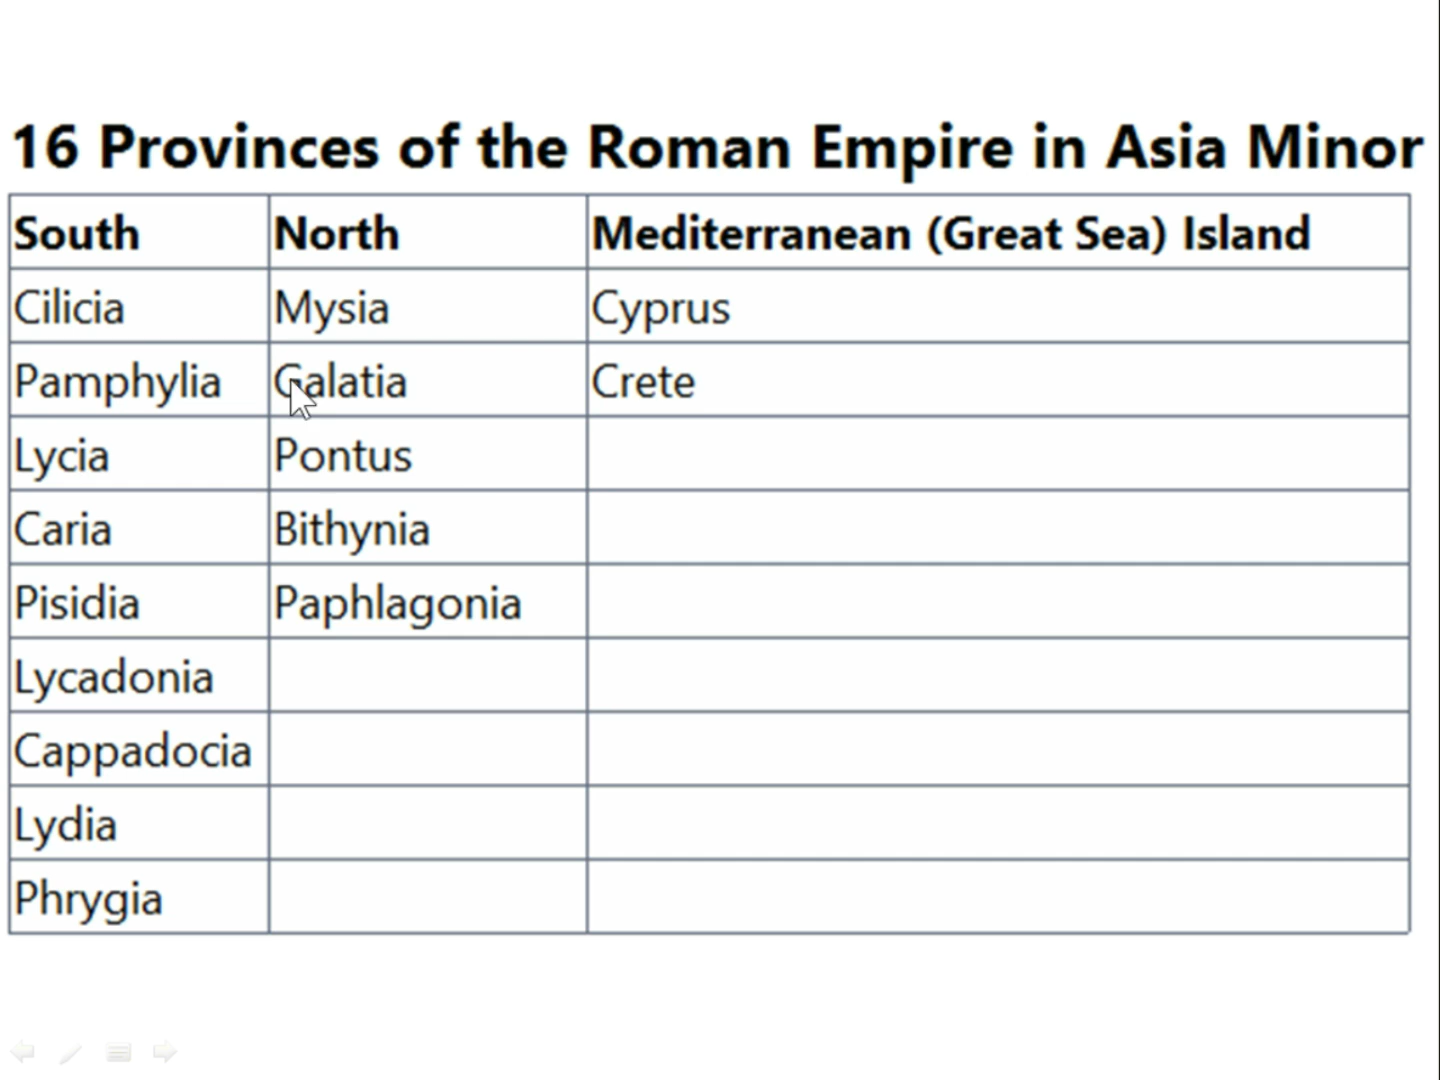 16 Provinces of the Roman Empire in Asia Minor
South North Mediterranean (Great Sea) Island
Cilicia Mysia Cyprus
Pamphylia Galatia Crete
Lycia Pontus
Caria Bithynia
Pisidia Paphlagonia
Lycadonia
Cappadocia
Lydia
Phrygia